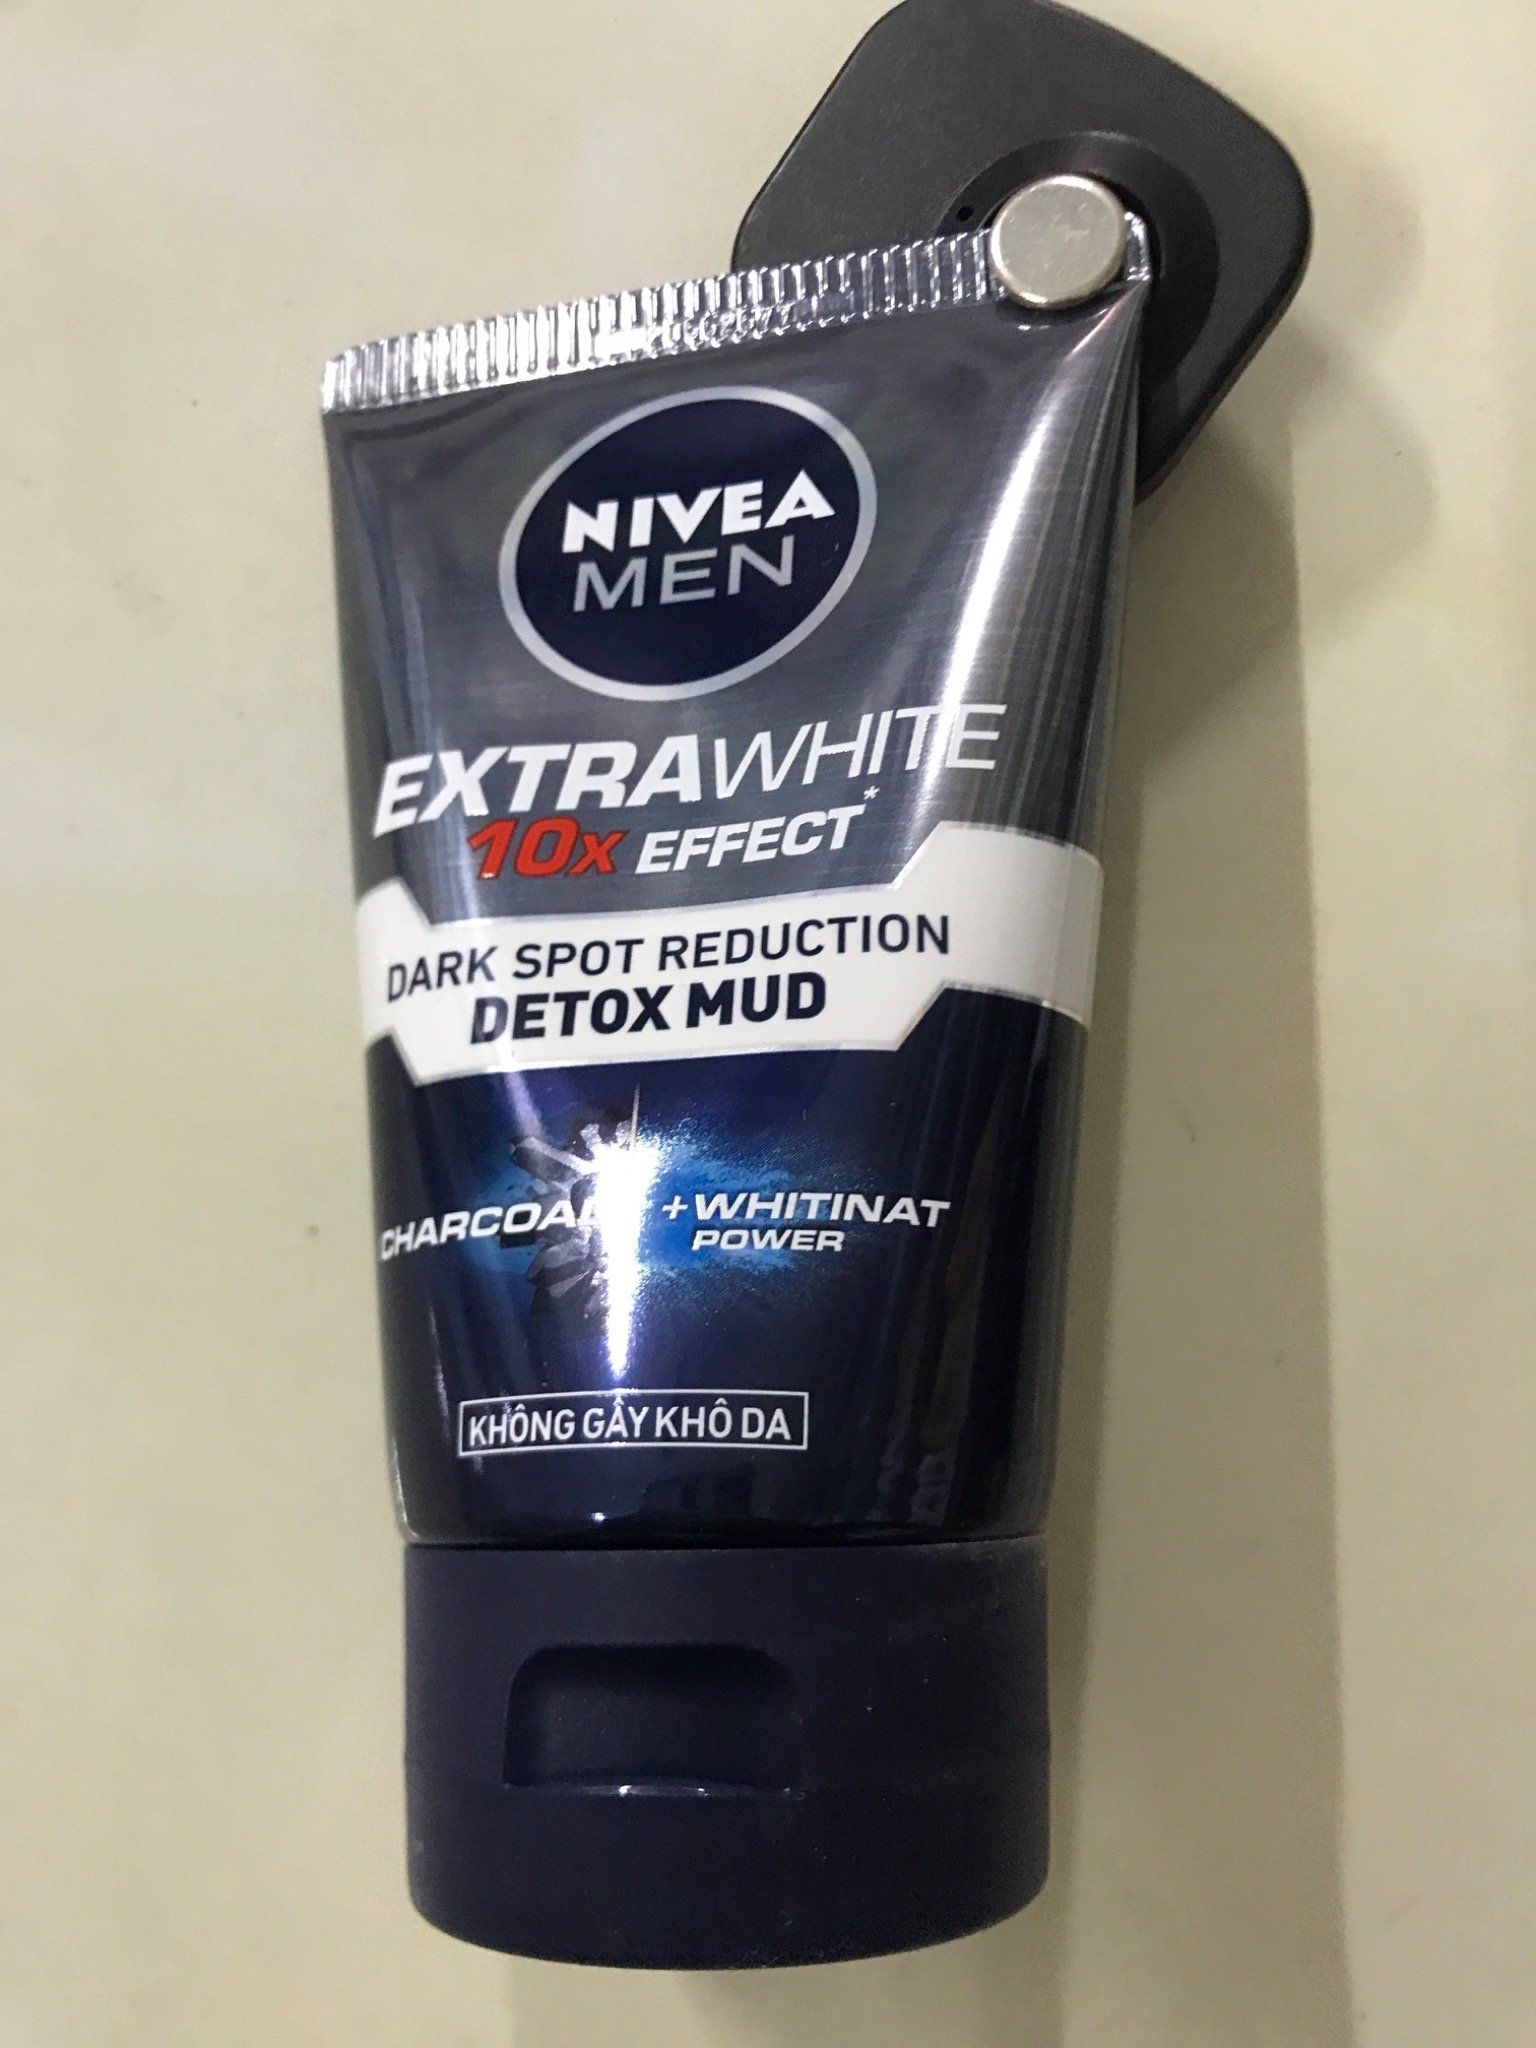 NIVEA
MEN
EXTRAWHITE
10x EFFECT*
DARK SPOT REDUCTION
DETOX MUD
CHARCOAL +WHITINAT
POWER
KHÔNG GÂY KHÔ DA